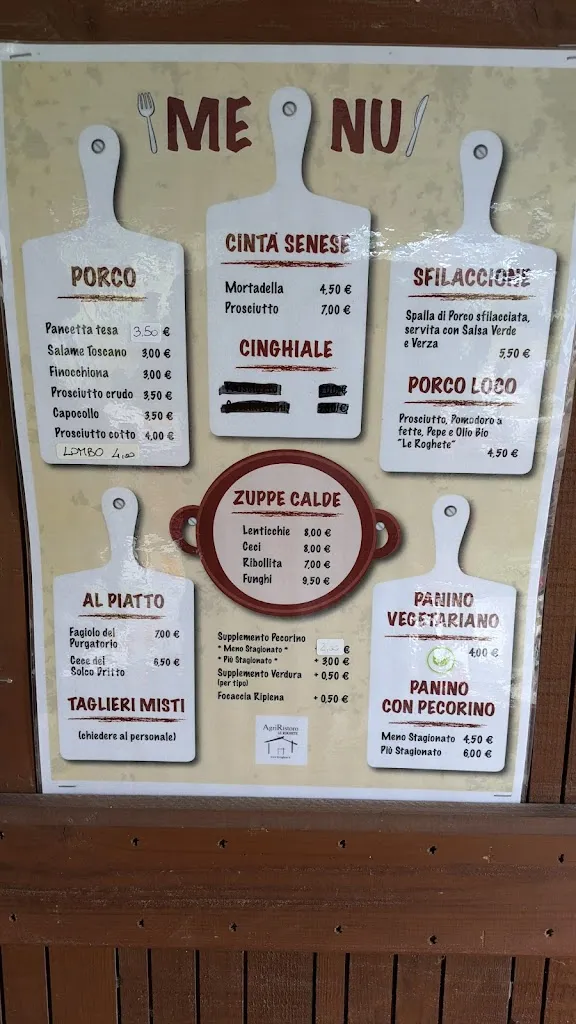 MENU
PORCO
Pancetta tesa 3,50 €
Salame Toscano 3,00 €
Finocchiona 3,00 €
Prosciutto crudo 3,50 €
Capocollo 3,50 €
Prosciutto cotto 4,00 €
LOMBO 4,00
CINTA SENESE
Mortadella 4,50 €
Prosciutto 7,00 €
CINGHIALE
SFILACCIONE
Spalla di Porco sfilacciata,
servita con Salsa Verde
e Verza
5,50 €
PORCO LOCO
Prosciutto, Pomodoro a
fette, Pepe e Olio Bio
"Le Roghete"
4,50 €
ZUPPE CALDE
Lenticchie 8,00 €
Ceci 8,00 €
Ribollita 7,00 €
Funghi 9,50 €
AL PIATTO
Fagiolo del 7,00 €
Purgatorio
Cece del 6,50 €
Solco Dritto
TAGLIERI MISTI
(chiedere al personale)
Supplemento Pecorino
* Meno Stagionato * €
* Più Stagionato * + 3,00 €
Supplemento Verdura + 0,50 €
(per tipo)
Focaccia Ripiena + 0,50 €
AgriRistoro
LE ROGHETE
PANINO
VEGETARIANO
4,00 €
PANINO
CON PECORINO
Meno Stagionato 4,50 €
Più Stagionato 6,00 €